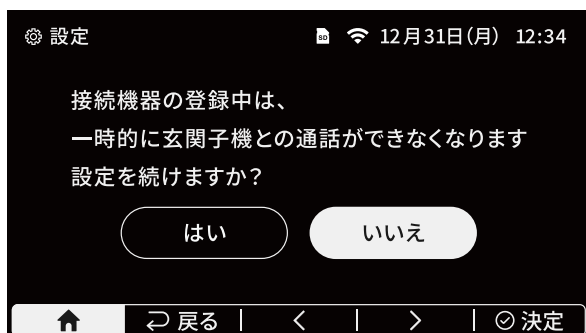 設定 SD 12月31日(月) 12:34
接続機器の登録中は、
一時的に玄関子機との通話ができなくなります
設定を続けますか？
はい いいえ
戻る 決定